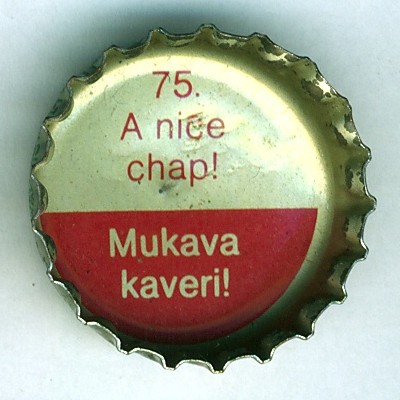 75.
A nice
chap!
Mukava
kaveri!